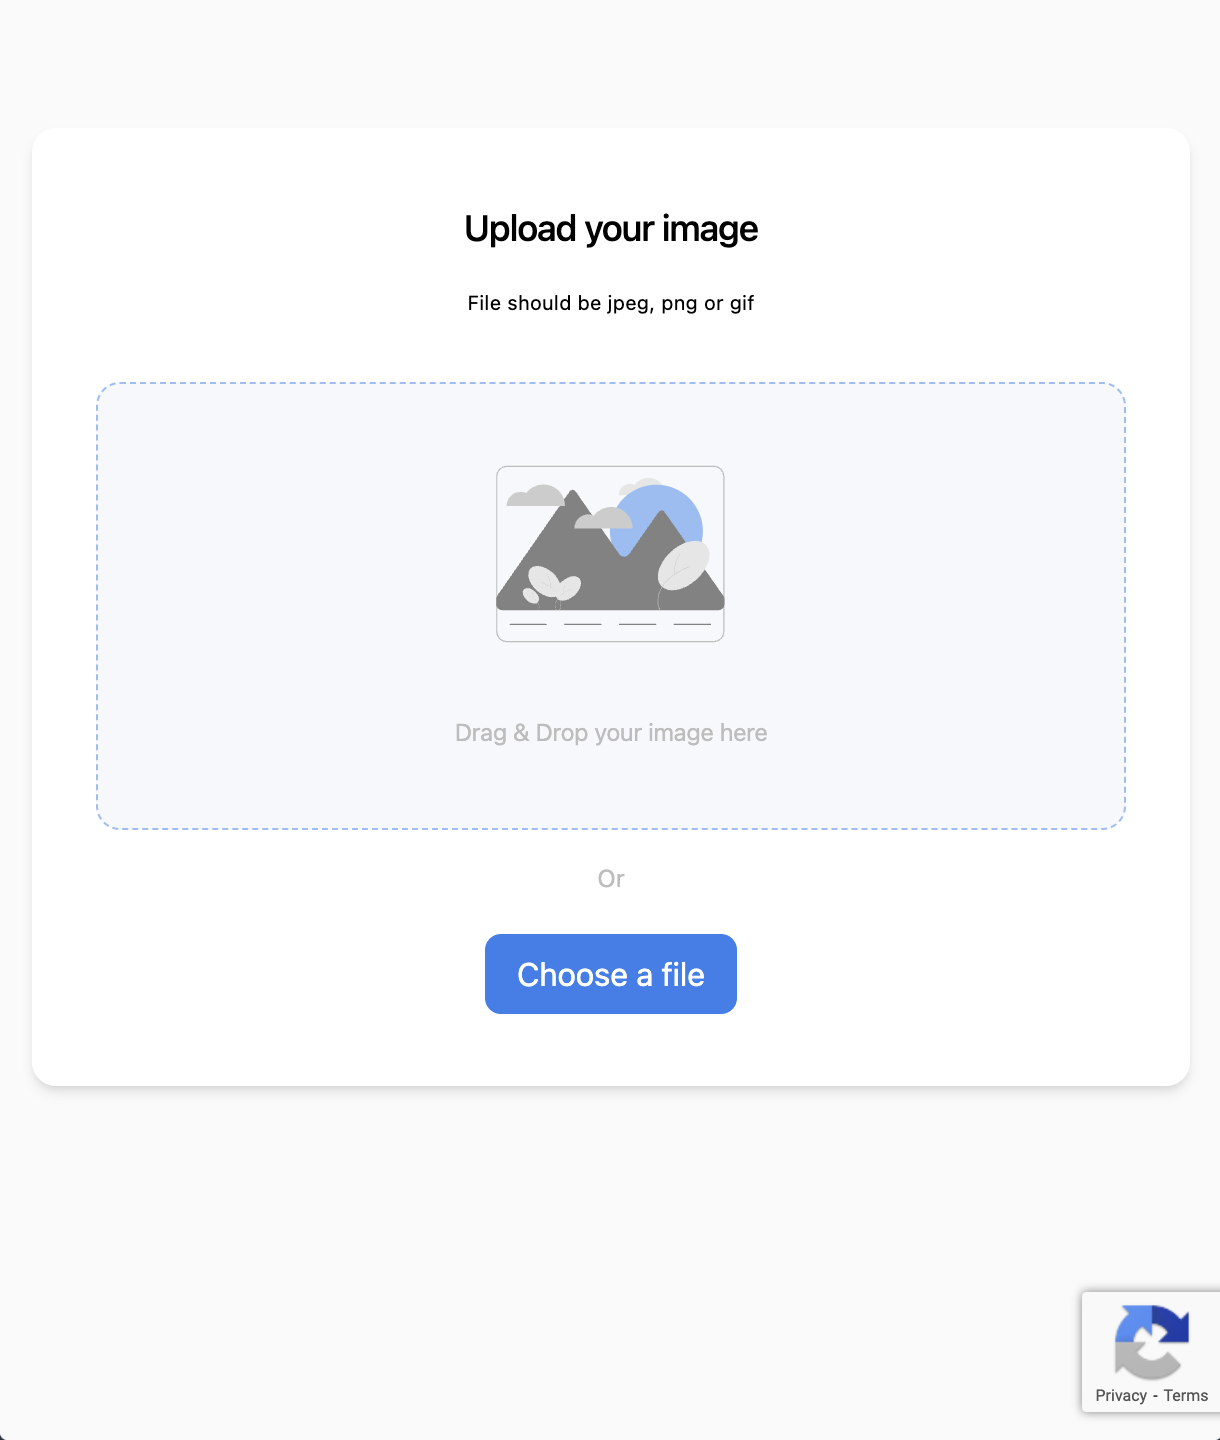 Upload your image
File should be jpeg, png or gif
Drag & Drop your image here
Or
Choose a file
Privacy - Terms